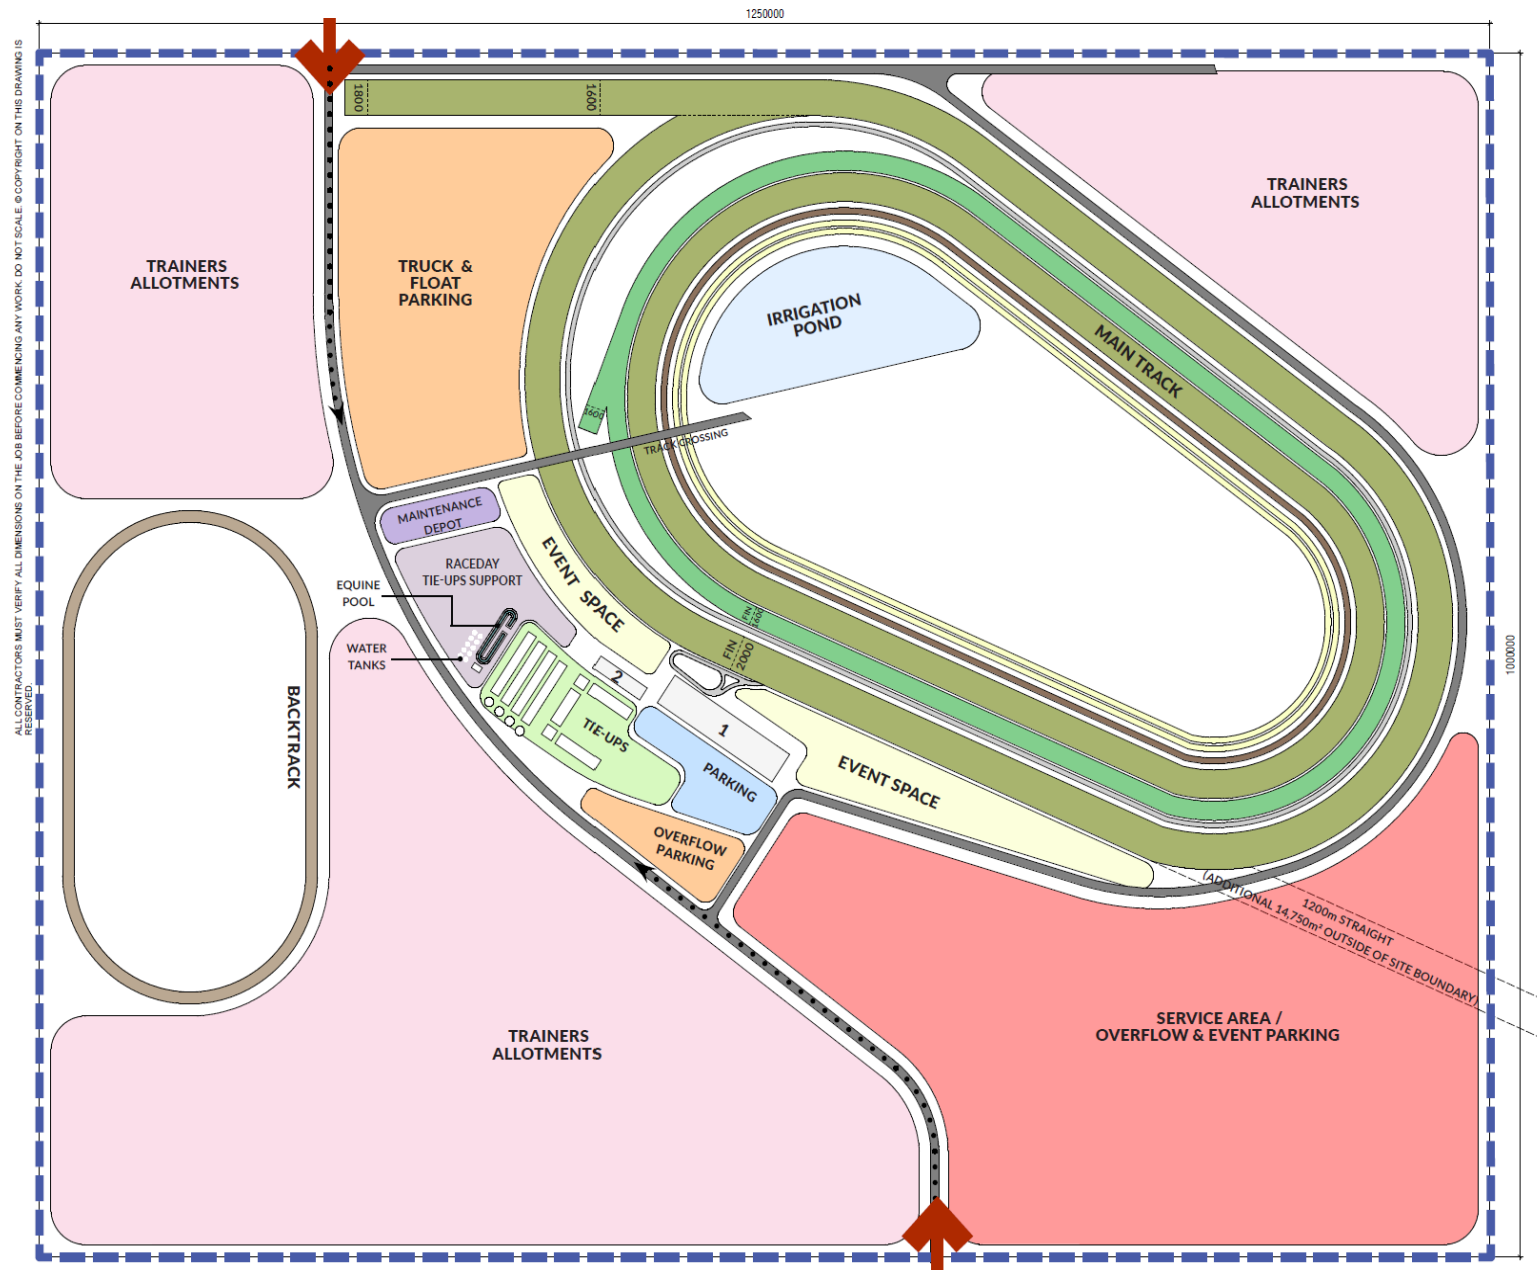 1250000
ALL CONTRACTORS MUST VERIFY ALL DIMENSIONS ON THE JOB BEFORE COMMENCING ANY WORK. DO NOT SCALE. © COPYRIGHT ON THIS DRAWING IS
RESERVED.
1800
1600
TRAINERS
ALLOTMENTS
TRAINERS
ALLOTMENTS
TRUCK &
FLOAT
PARKING
IRRIGATION
POND
MAIN TRACK
1600
TRACK CROSSING
MAINTENANCE
DEPOT
EVENT SPACE
RACEDAY
TIE-UPS SUPPORT
EQUINE
POOL
WATER
TANKS
FIN
1600
FIN
2000
2
1
TIE-UPS
PARKING
EVENT SPACE
BACKTRACK
OVERFLOW
PARKING
1000000
1200m STRAIGHT
(ADDITIONAL 14,750m² OUTSIDE OF SITE BOUNDARY)
TRAINERS
ALLOTMENTS
SERVICE AREA /
OVERFLOW & EVENT PARKING